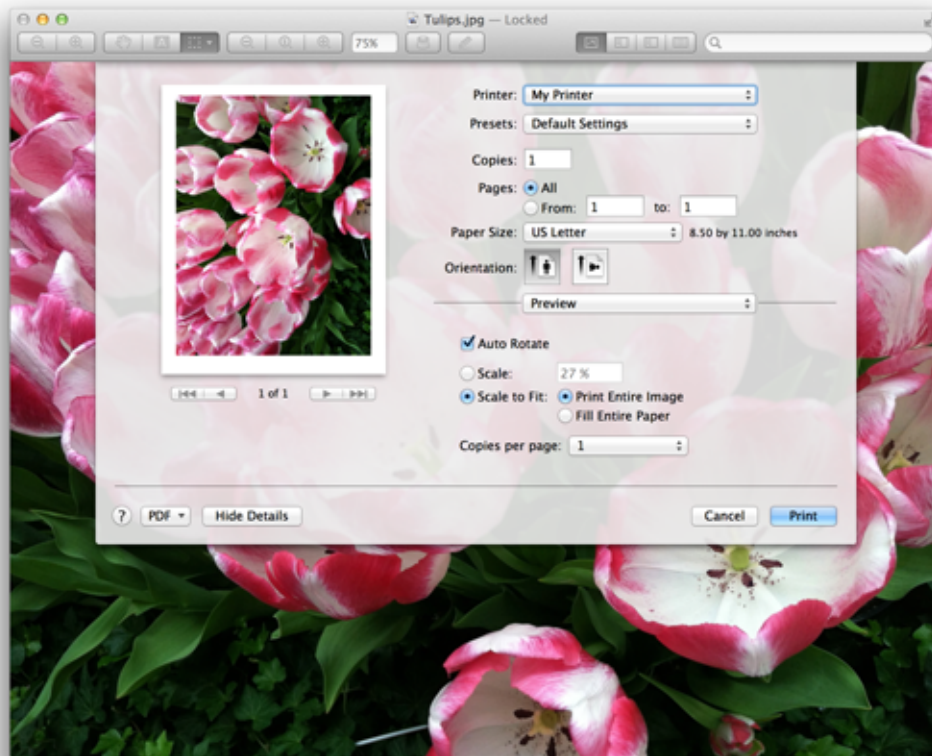 Tulips.jpg — Locked
75%
Printer: My Printer
Presets: Default Settings
Copies: 1
Pages: All
From: 1 to: 1
Paper Size: US Letter 8.50 by 11.00 inches
Orientation:
Preview
Auto Rotate
Scale: 27 %
Scale to Fit: Print Entire Image
Fill Entire Paper
Copies per page: 1
1 of 1
? PDF Hide Details Cancel Print